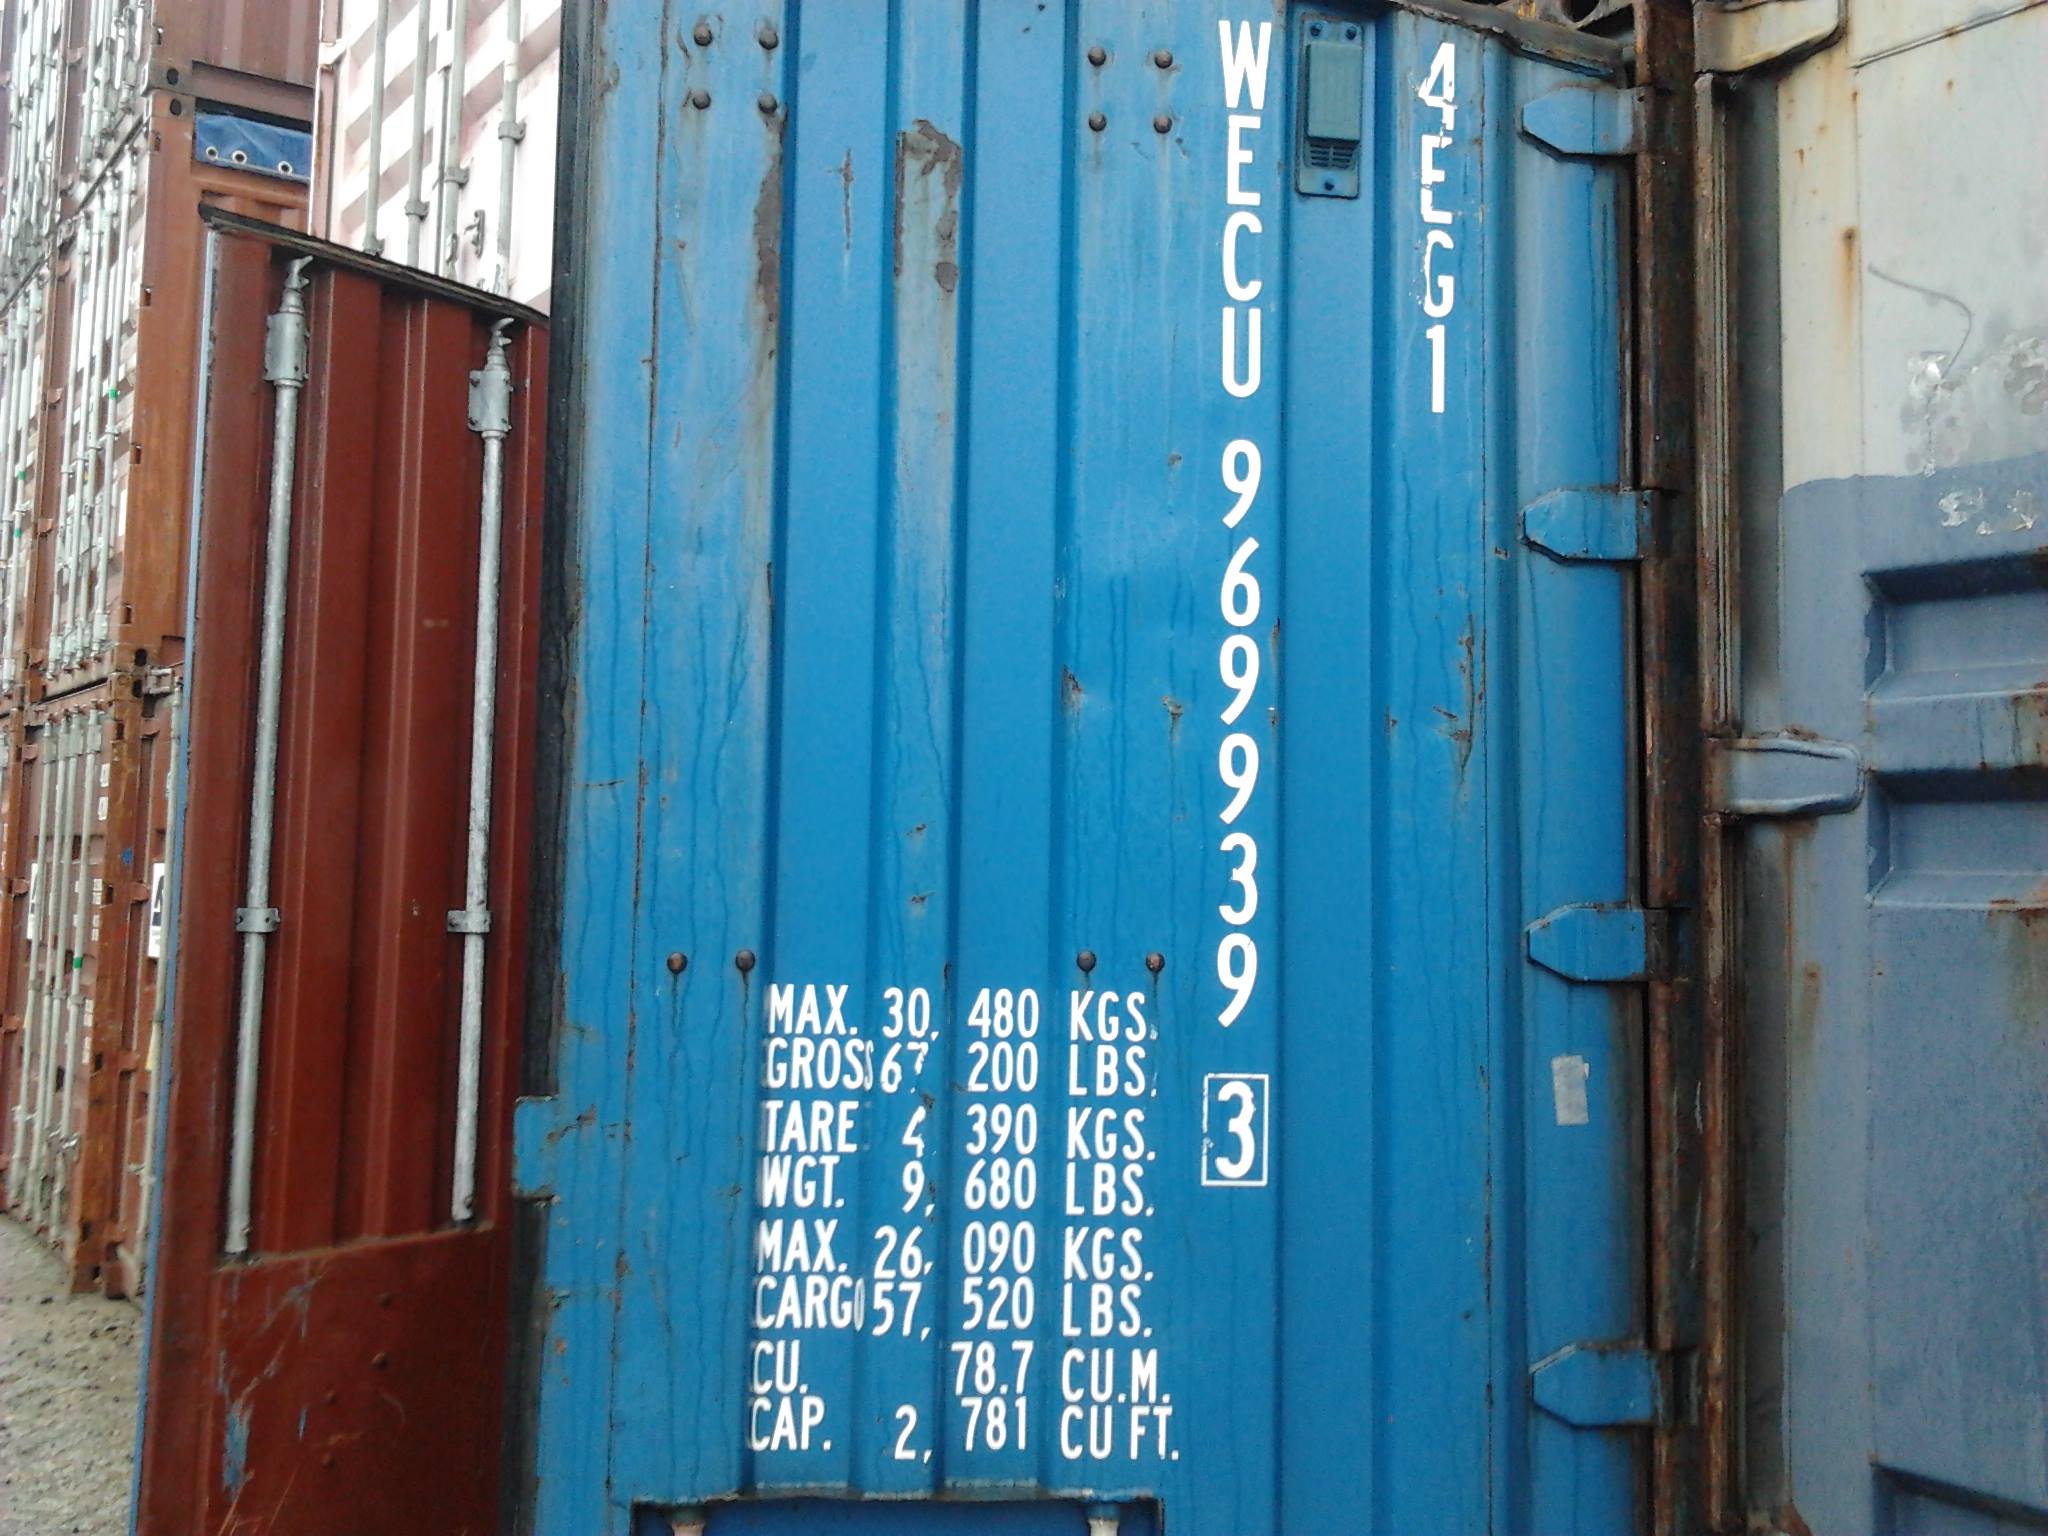 WECU 969939 3
4EG1
MAX. 30, 480 KGS.
GROSS 67, 200 LBS.
TARE 4 390 KGS.
WGT. 9, 680 LBS.
MAX. 26, 090 KGS.
CARGO 57, 520 LBS.
CU. 78.7 CU.M.
CAP. 2, 781 CU FT.